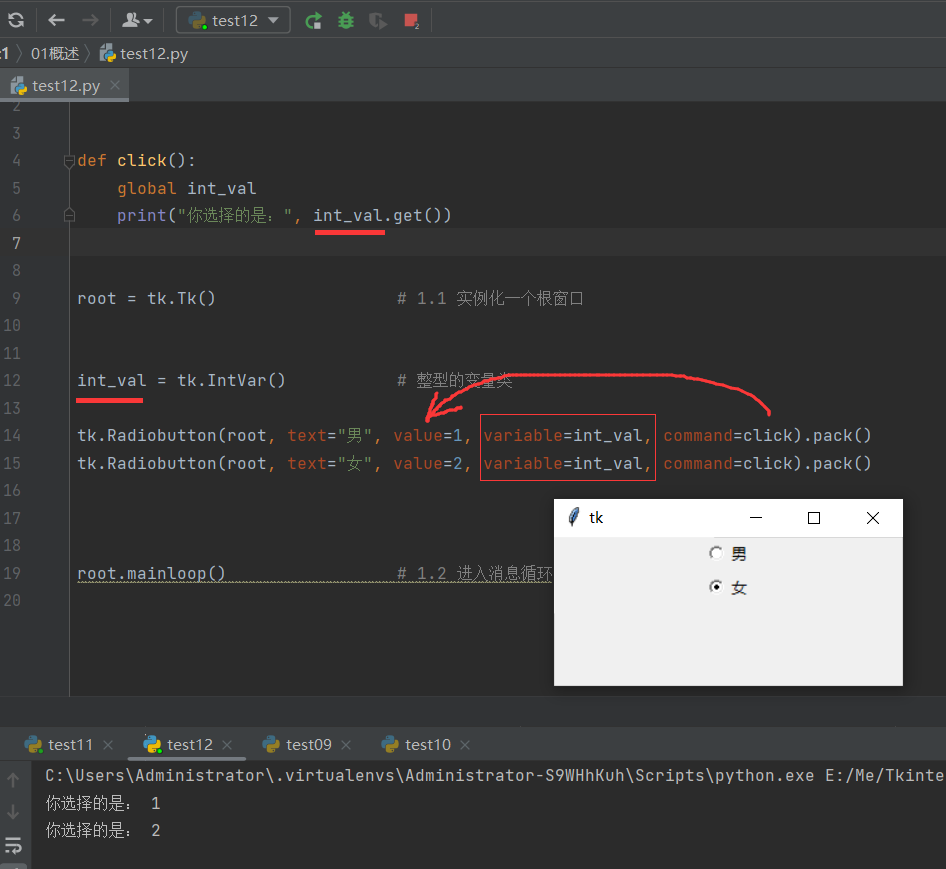 test12
:1 〉 01概述 〉 test12.py
test12.py
2
3
4 def click():
5 global int_val
6 print("你选择的是：", int_val.get())
7
8
9 root = tk.Tk() # 1.1 实例化一个根窗口
10
11
12 int_val = tk.IntVar() # 整型的变量类
13
14 tk.Radiobutton(root, text="男", value=1, variable=int_val, command=click).pack()
15 tk.Radiobutton(root, text="女", value=2, variable=int_val, command=click).pack()
16
17
18
19 root.mainloop() # 1.2 进入消息循环
20
tk
男
女
test11 test12 test09 test10
C:\Users\Administrator\.virtualenvs\Administrator-S9WHhKuh\Scripts\python.exe E:/Me/Tkinte
你选择的是： 1
你选择的是： 2